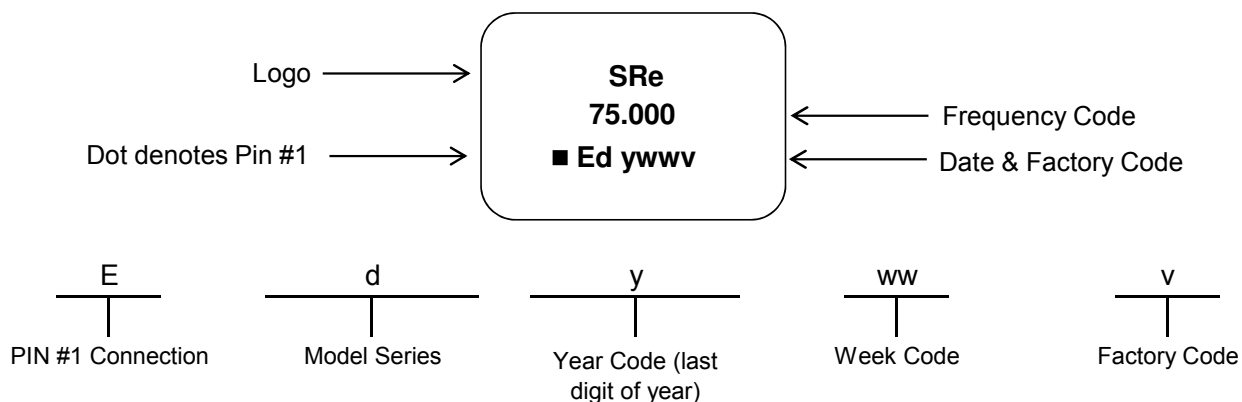 Logo
SRe
75.000
Frequency Code
Dot denotes Pin #1
■ Ed ywwv
Date & Factory Code
E
d
y
ww
v
PIN #1 Connection
Model Series
Year Code (last
digit of year)
Week Code
Factory Code